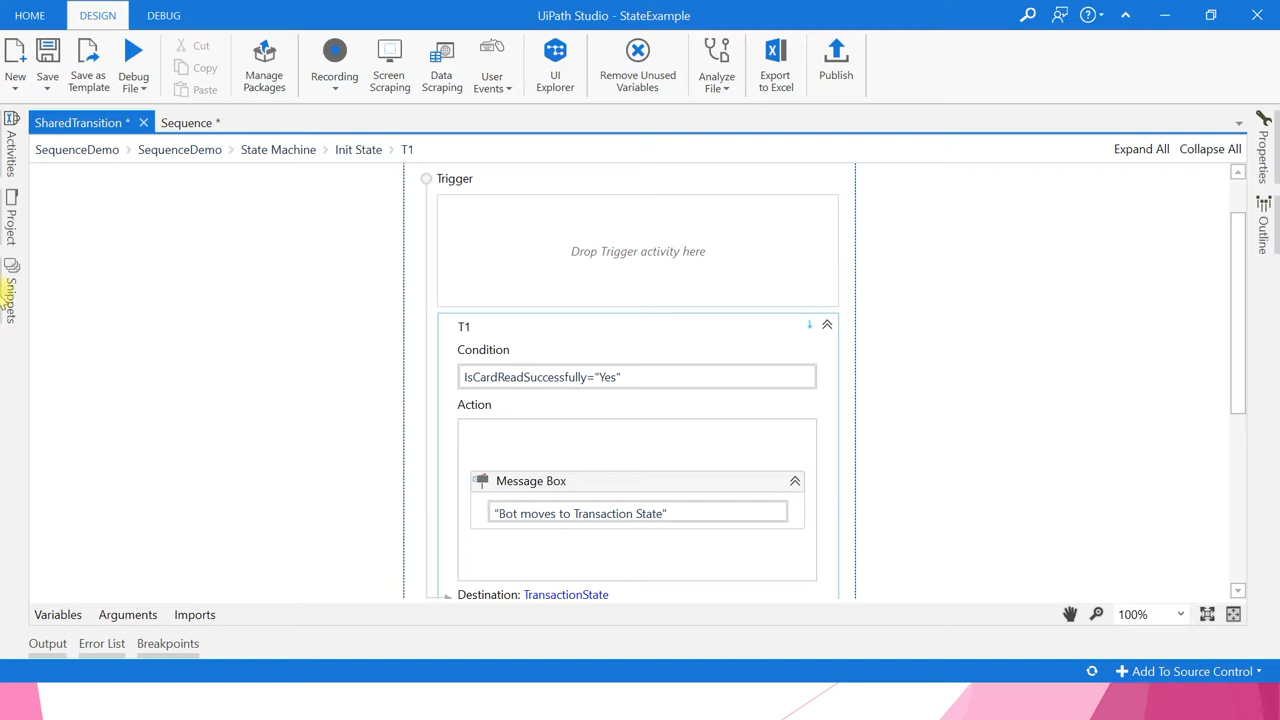 HOME DESIGN DEBUG UiPath Studio - StateExample
New Save Save as Template Debug File Cut Copy Paste Manage Packages Recording Screen Scraping Data Scraping User Events UI Explorer Remove Unused Variables Analyze File Export to Excel Publish
SharedTransition * Sequence *
SequenceDemo SequenceDemo State Machine Init State T1 Expand All Collapse All
Activities
Project
Snippets
Properties
Outline
Trigger
Drop Trigger activity here
T1
Condition
IsCardReadSuccessfully="Yes"
Action
Message Box
"Bot moves to Transaction State"
Destination: TransactionState
Variables Arguments Imports 100%
Output Error List Breakpoints
Add To Source Control